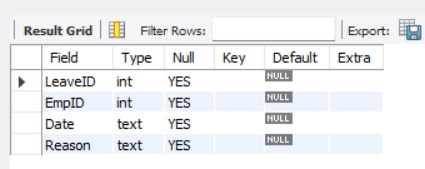 Result Grid Filter Rows: Export:
Field Type Null Key Default Extra
LeaveID int YES NULL
EmpID int YES NULL
Date text YES NULL
Reason text YES NULL